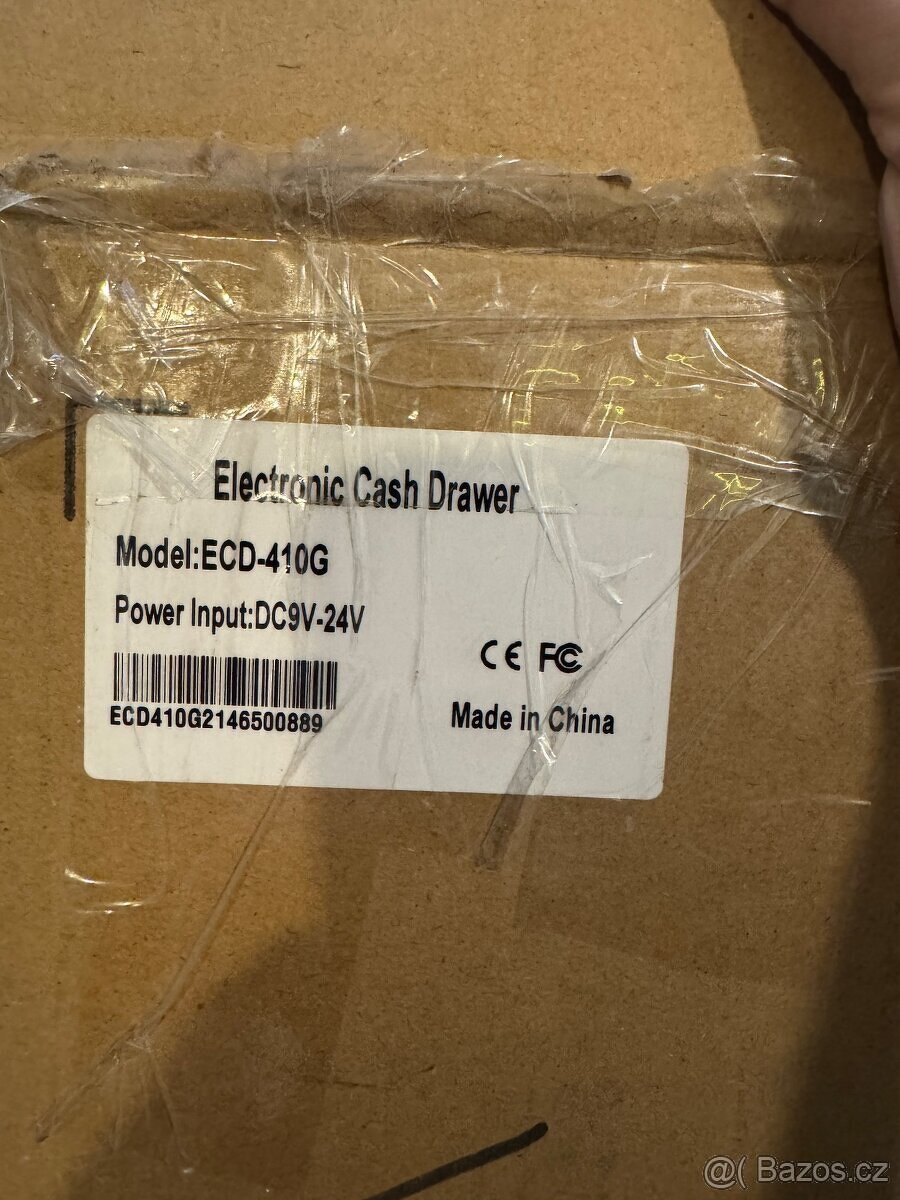 Electronic Cash Drawer
Model:ECD-410G
Power Input:DC9V-24V
CE FC
ECD410G2146500889
Made in China
@( Bazos.cz